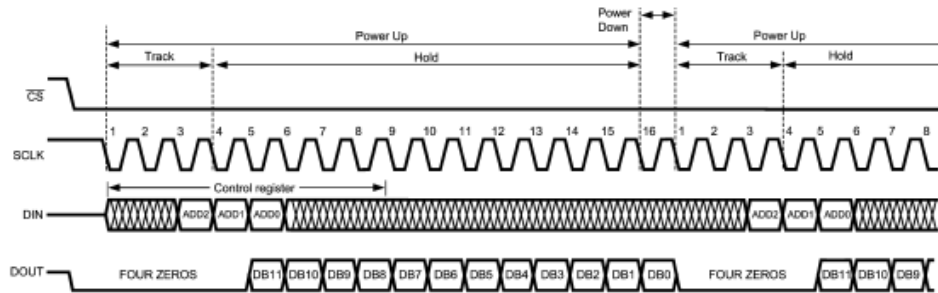 Power Down
Power Up
Power Up
Track
Hold
Track
Hold
CS
1 2 3 4 5 6 7 8 9 10 11 12 13 14 15 16 1 2 3 4 5 6 7 8
SCLK
Control register
DIN ADD2 ADD1 ADD0 ADD2 ADD1 ADD0
DOUT FOUR ZEROS DB11 DB10 DB9 DB8 DB7 DB6 DB5 DB4 DB3 DB2 DB1 DB0 FOUR ZEROS DB11 DB10 DB9